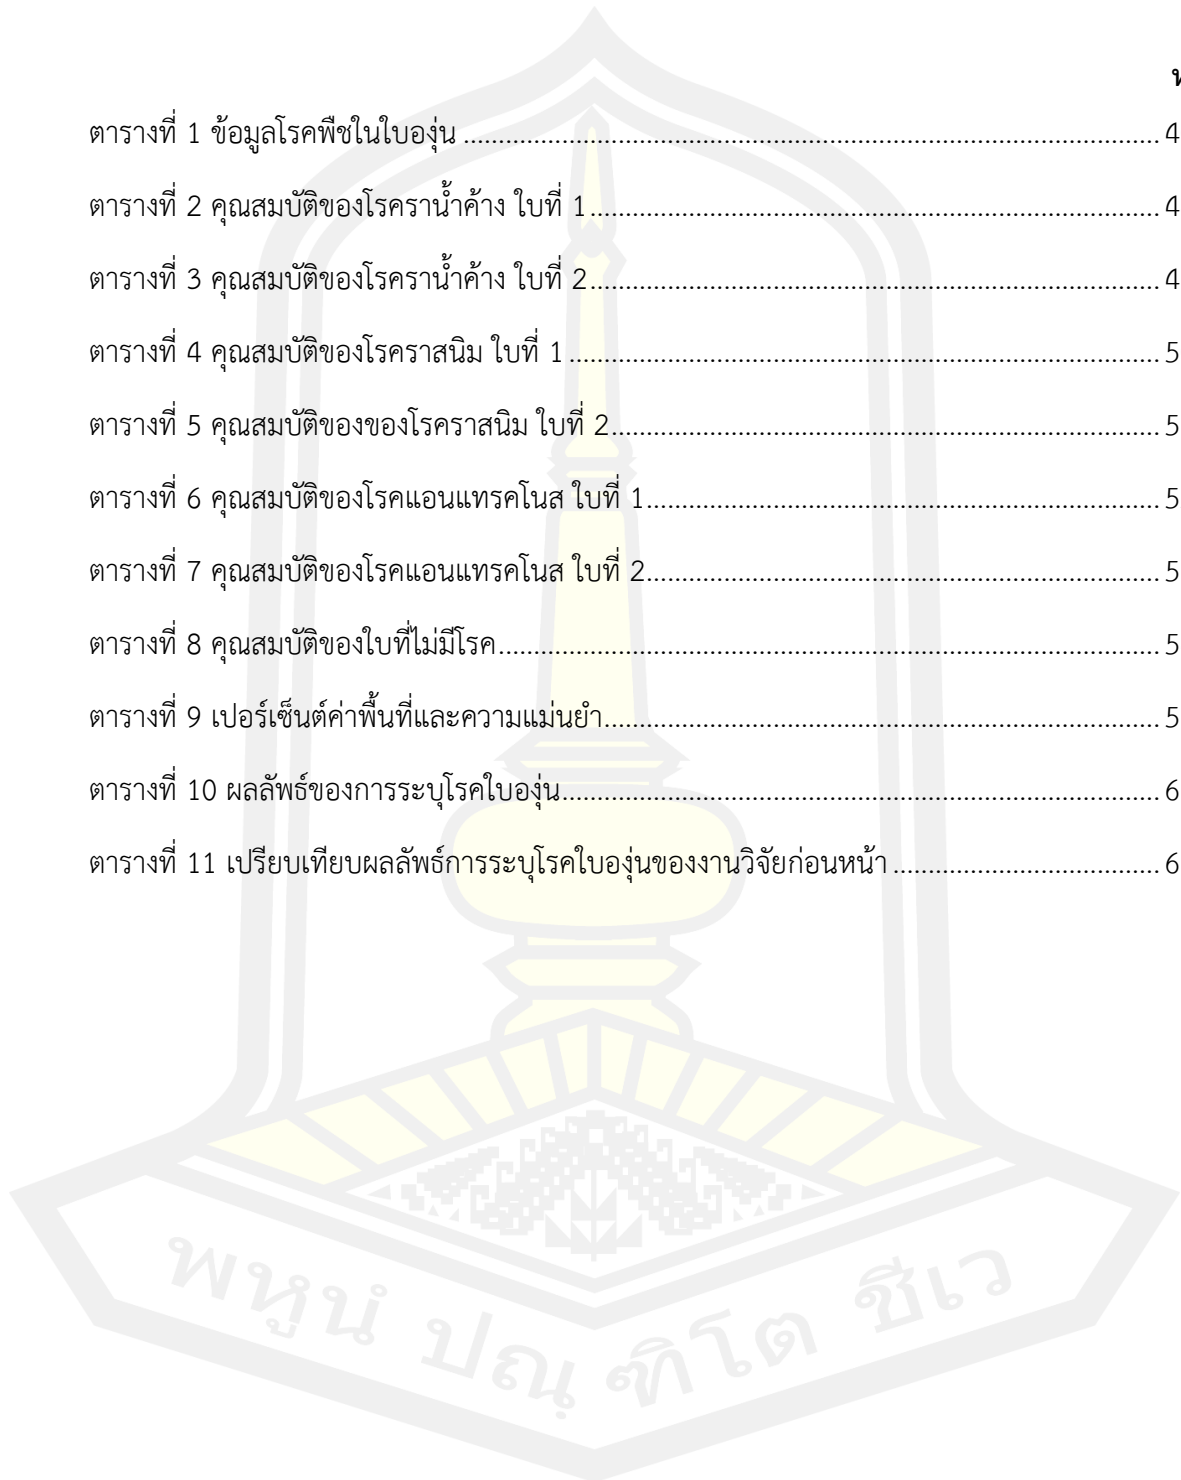 ตารางที่ 1 ข้อมูลโรคพืชในใบองุ่น ........ 4
ตารางที่ 2 คุณสมบัติของโรคราน้ำค้าง ใบที่ 1 ........ 4
ตารางที่ 3 คุณสมบัติของโรคราน้ำค้าง ใบที่ 2 ........ 4
ตารางที่ 4 คุณสมบัติของโรคราสนิม ใบที่ 1 ........ 5
ตารางที่ 5 คุณสมบัติของของโรคราสนิม ใบที่ 2 ........ 5
ตารางที่ 6 คุณสมบัติของโรคแอนแทรคโนส ใบที่ 1 ........ 5
ตารางที่ 7 คุณสมบัติของโรคแอนแทรคโนส ใบที่ 2 ........ 5
ตารางที่ 8 คุณสมบัติของใบที่ไม่มีโรค ........ 5
ตารางที่ 9 เปอร์เซ็นต์ค่าพื้นที่และความแม่นยำ ........ 5
ตารางที่ 10 ผลลัพธ์ของการระบุโรคใบองุ่น ........ 6
ตารางที่ 11 เปรียบเทียบผลลัพธ์การระบุโรคใบองุ่นของงานวิจัยก่อนหน้า ........ 6
พหูนํ ปณฺฑิโต ชีเว